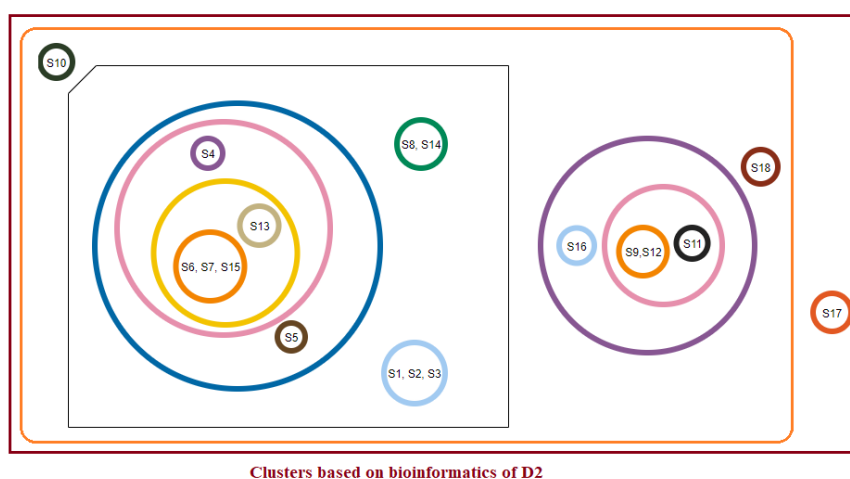 S10
S8, S14
S4
S18
S13
S16
S9,S12
S11
S6, S7, S15
S17
S5
S1, S2, S3
Clusters based on bioinformatics of D2